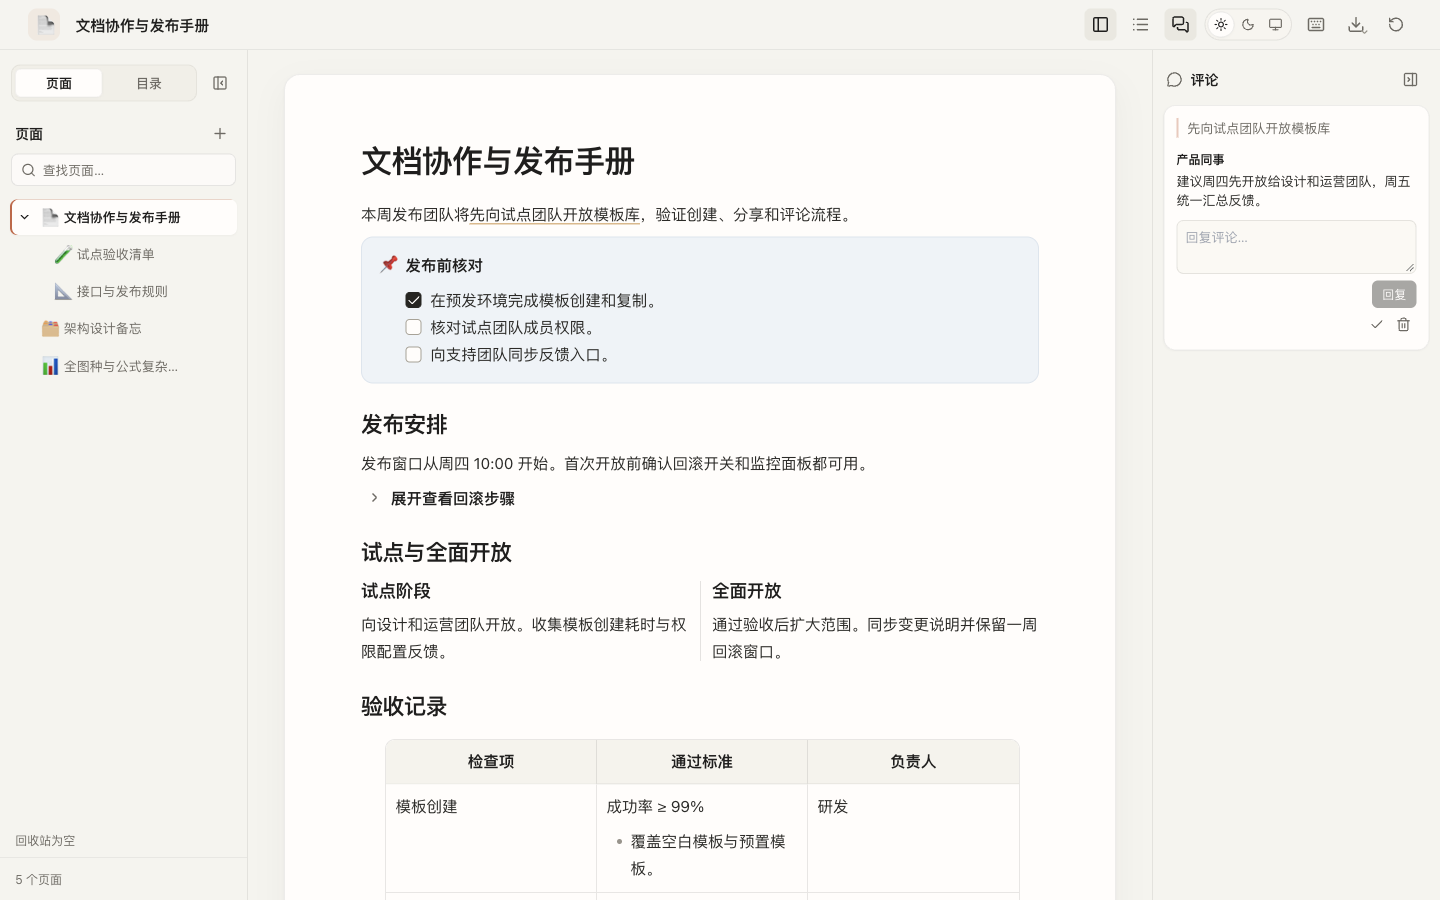 文档协作与发布手册
页面
目录
页面
查找页面...
文档协作与发布手册
试点验收清单
接口与发布规则
架构设计备忘
全图种与公式复杂...
回收站为空
5 个页面
文档协作与发布手册
本周发布团队将先向试点团队开放模板库，验证创建、分享和评论流程。
发布前核对
在预发环境完成模板创建和复制。
核对试点团队成员权限。
向支持团队同步反馈入口。
发布安排
发布窗口从周四 10:00 开始。首次开放前确认回滚开关和监控面板都可用。
展开查看回滚步骤
试点与全面开放
试点阶段
向设计和运营团队开放。收集模板创建耗时与权
限配置反馈。
全面开放
通过验收后扩大范围。同步变更说明并保留一周
回滚窗口。
验收记录
检查项
通过标准
负责人
模板创建
成功率 ≥ 99%
覆盖空白模板与预置模
板。
研发
评论
先向试点团队开放模板库
产品同事
建议周四先开放给设计和运营团队，周五
统一汇总反馈。
回复评论...
回复